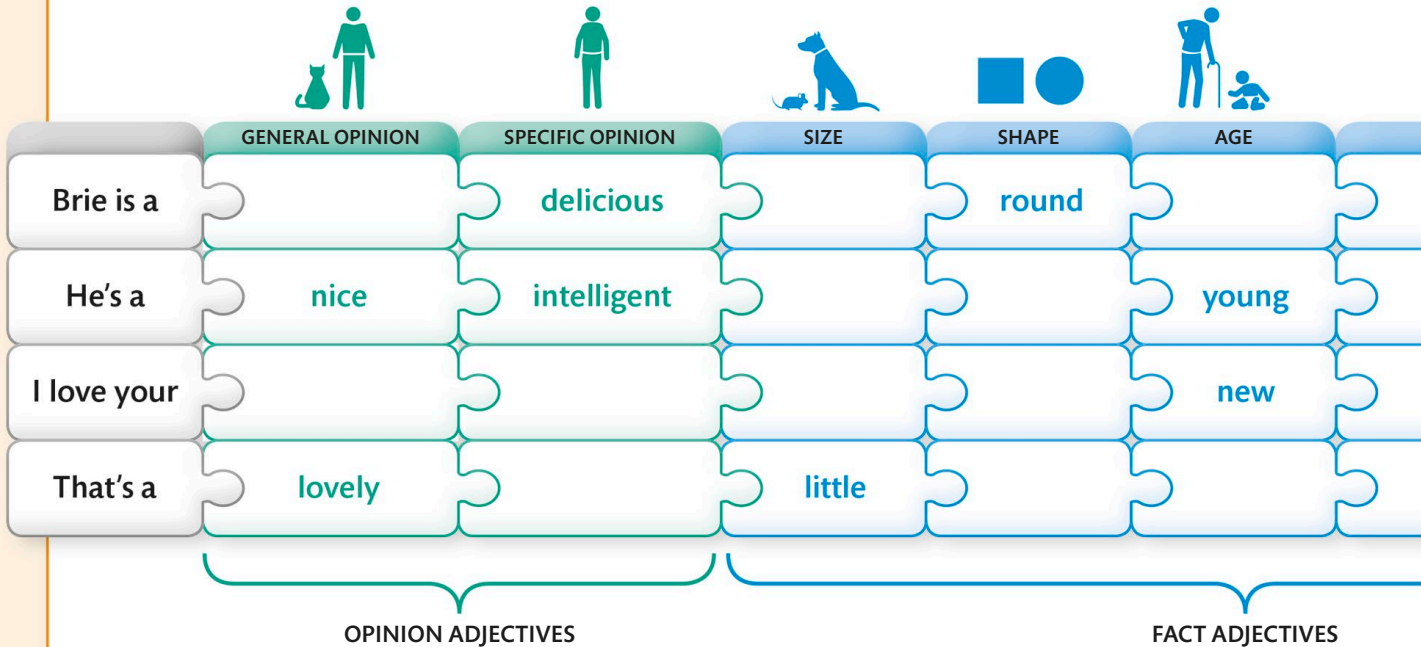 GENERAL OPINION SPECIFIC OPINION SIZE SHAPE AGE
Brie is a delicious round
He's a nice intelligent young
I love your new
That's a lovely little
OPINION ADJECTIVES FACT ADJECTIVES